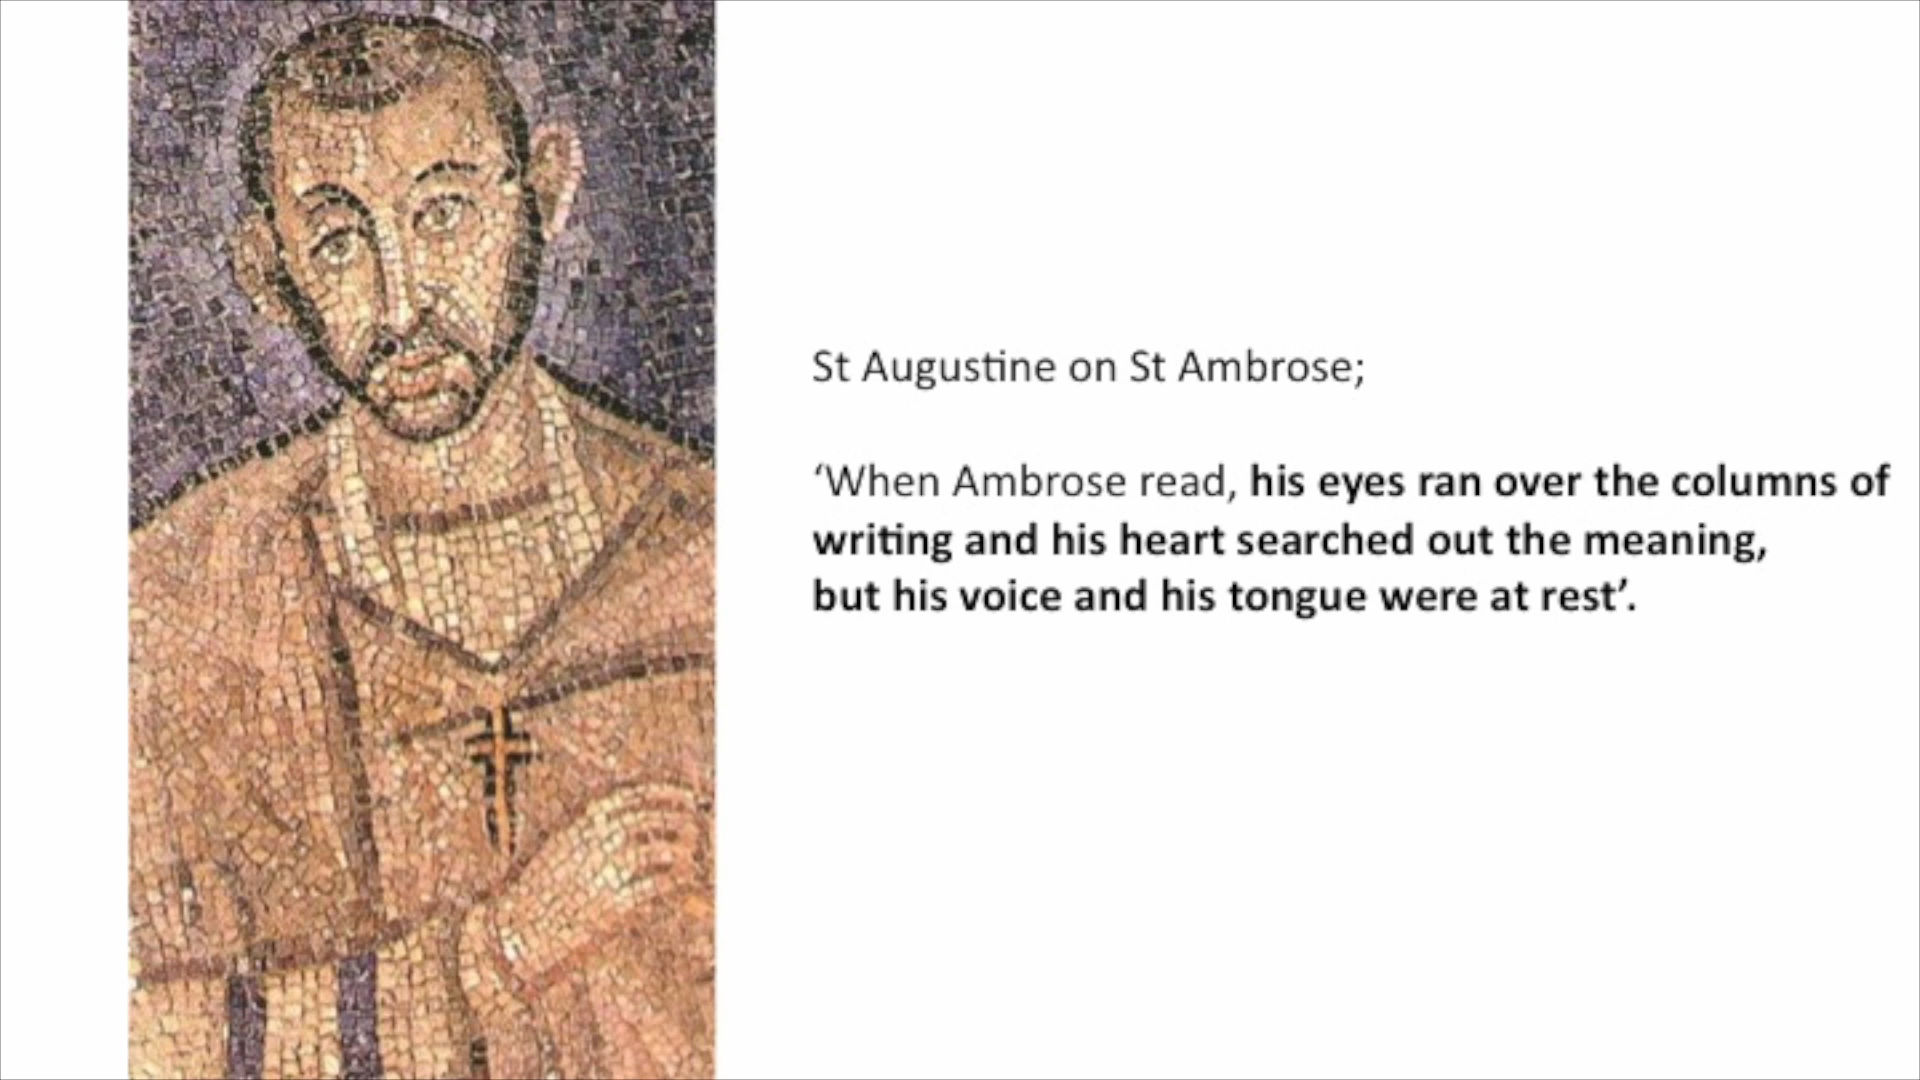 St Augustine on St Ambrose;
‘When Ambrose read, his eyes ran over the columns of
writing and his heart searched out the meaning,
but his voice and his tongue were at rest’.